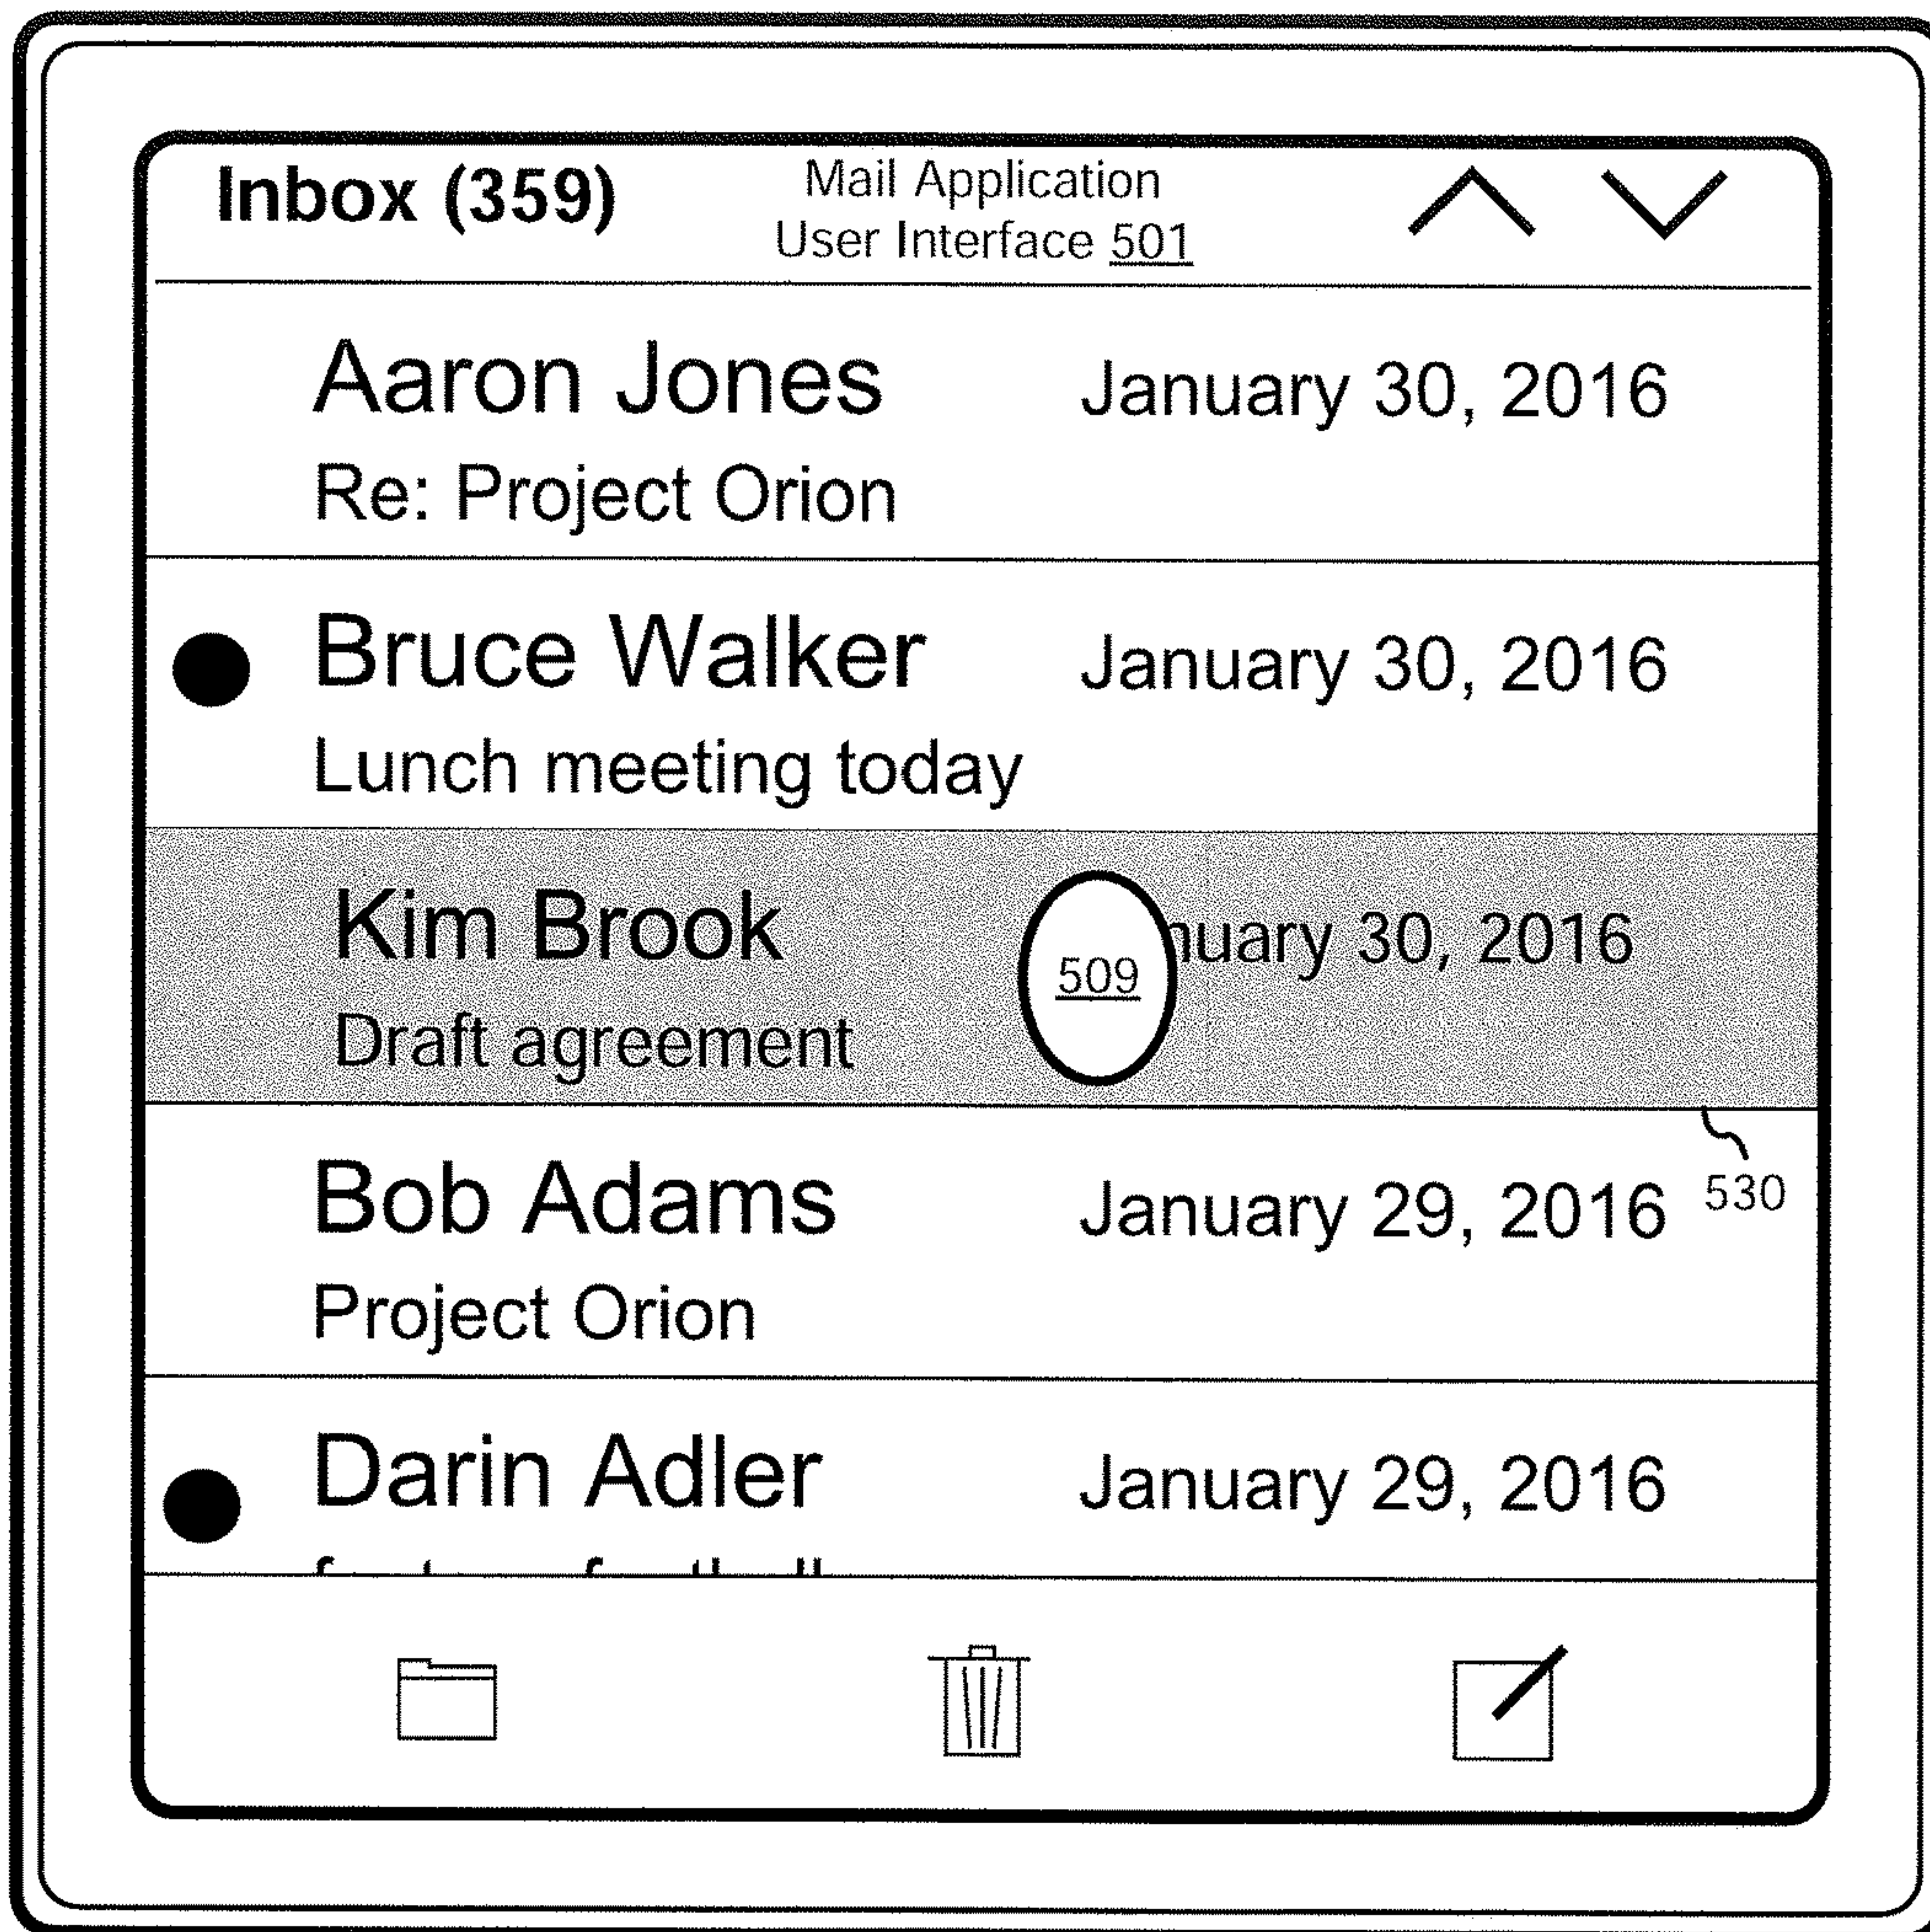 Inbox (359)
Mail Application
User Interface 501
Aaron Jones January 30, 2016
Re: Project Orion
Bruce Walker January 30, 2016
Lunch meeting today
Kim Brook nuary 30, 2016
509
Draft agreement
Bob Adams January 29, 2016
530
Project Orion
Darin Adler January 29, 2016